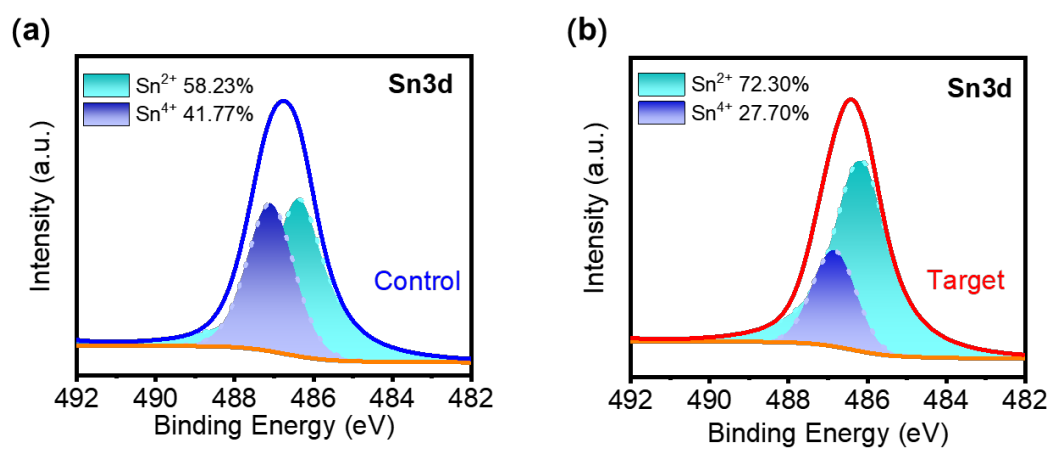 (a)
Sn²⁺ 58.23%
Sn⁴⁺ 41.77%
Sn3d
Control
Intensity (a.u.)
492 490 488 486 484 482
Binding Energy (eV)
(b)
Sn²⁺ 72.30%
Sn⁴⁺ 27.70%
Sn3d
Target
Intensity (a.u.)
492 490 488 486 484 482
Binding Energy (eV)